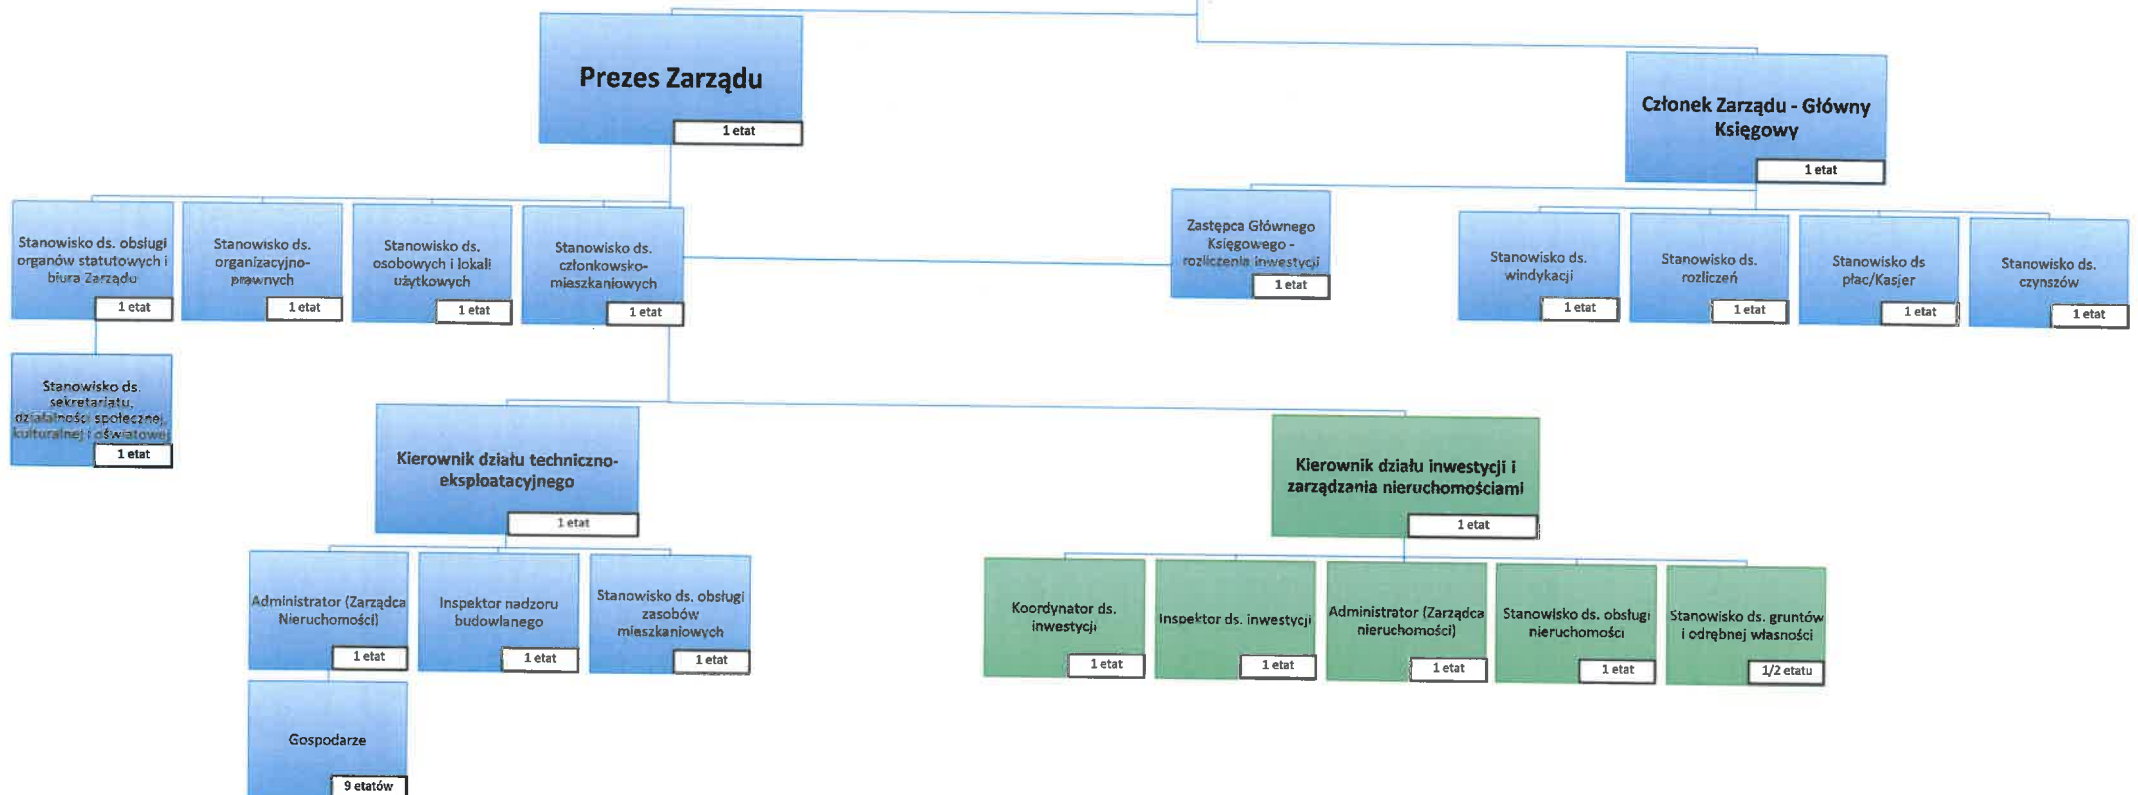 Prezes Zarządu
1 etat
Członek Zarządu - Główny
Księgowy
1 etat
Stanowisko ds. obsługi
organów statutowych i
biura Zarządu
1 etat
Stanowisko ds.
organizacyjno-
prawnych
1 etat
Stanowisko ds.
osobowych i lokali
użytkowych
1 etat
Stanowisko ds.
członkowsko-
mieszkaniowych
1 etat
Zastępca Głównego
Księgowego -
rozliczenia inwestycji
1 etat
Stanowisko ds.
windykacji
1 etat
Stanowisko ds.
rozliczeń
1 etat
Stanowisko ds
płac/Kasjer
1 etat
Stanowisko ds.
czynszów
1 etat
Stanowisko ds.
sekretariatu,
działalności społecznej,
kulturalnej i oświatowej
1 etat
Kierownik działu techniczno-
eksploatacyjnego
1 etat
Kierownik działu inwestycji i
zarządzania nieruchomościami
1 etat
Administrator (Zarządca
Nieruchomości)
1 etat
Inspektor nadzoru
budowlanego
1 etat
Stanowisko ds. obsługi
zasobów
mieszkaniowych
1 etat
Koordynator ds.
inwestycji
1 etat
Inspektor ds. inwestycji
1 etat
Administrator (Zarządca
nieruchomości)
1 etat
Stanowisko ds. obsługi
nieruchomości
1 etat
Stanowisko ds. gruntów
i odrębnej własności
1/2 etatu
Gospodarze
9 etatów